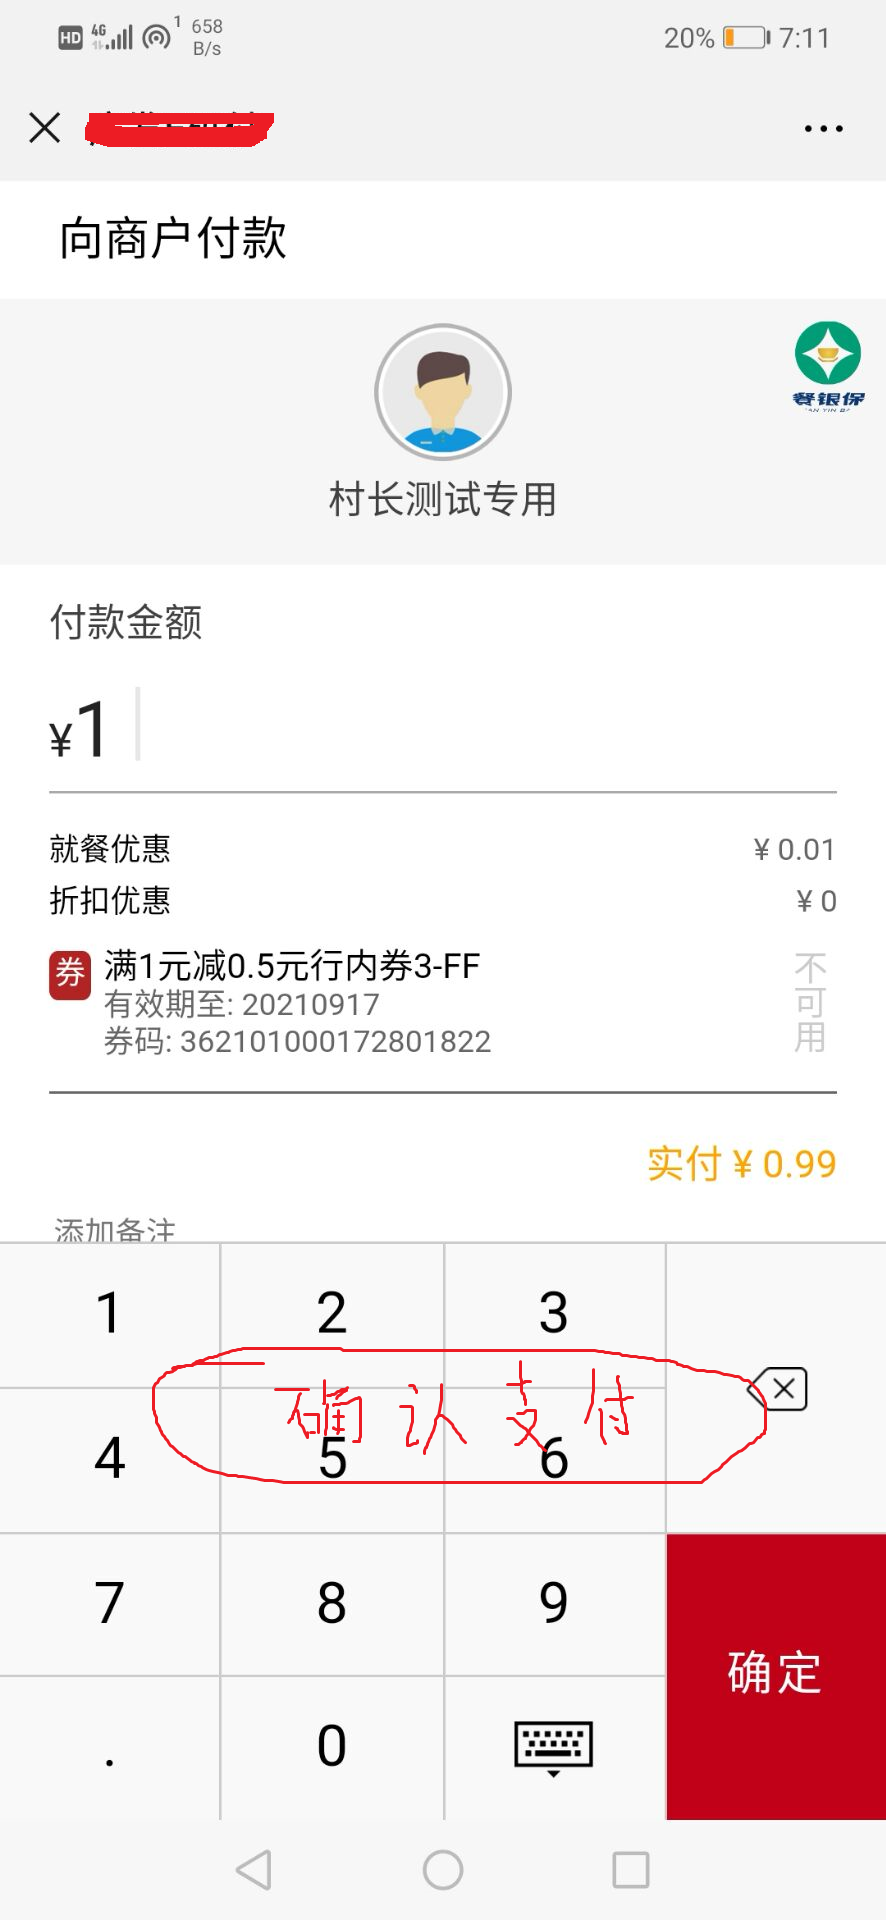 HD 4G 1 658 B/s 20% 7:11
向商户付款
餐银保
村长测试专用
付款金额
¥1
就餐优惠 ¥ 0.01
折扣优惠 ¥ 0
券 满1元减0.5元行内券3-FF
有效期至: 20210917
券码: 362101000172801822
不可用
实付 ¥ 0.99
添加备注
1 2 3
确认支付
4 5 6
7 8 9
确定
. 0